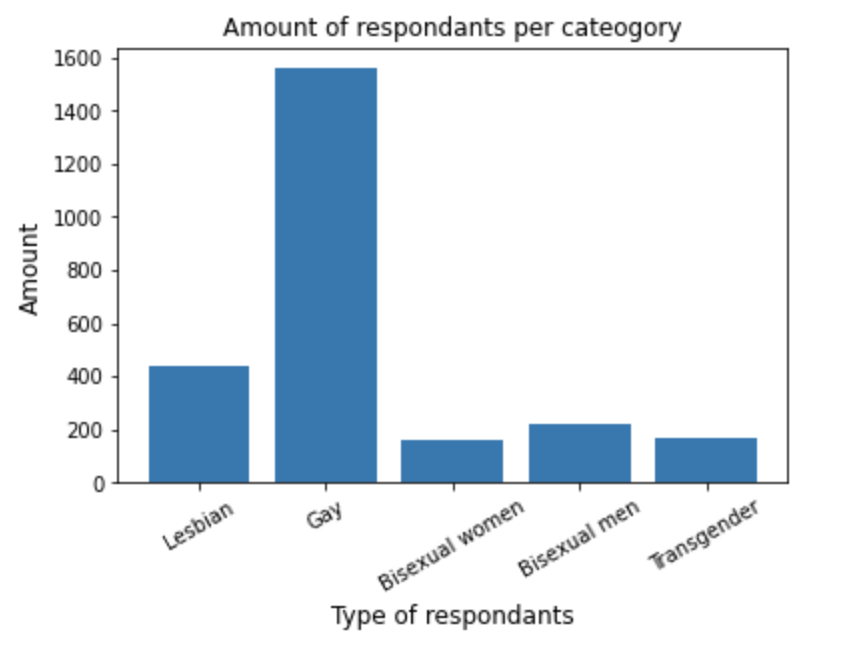 Amount of respondants per cateogory
1600
1400
1200
1000
800
600
400
200
0
Amount
Lesbian
Gay
Bisexual women
Bisexual men
Transgender
Type of respondants